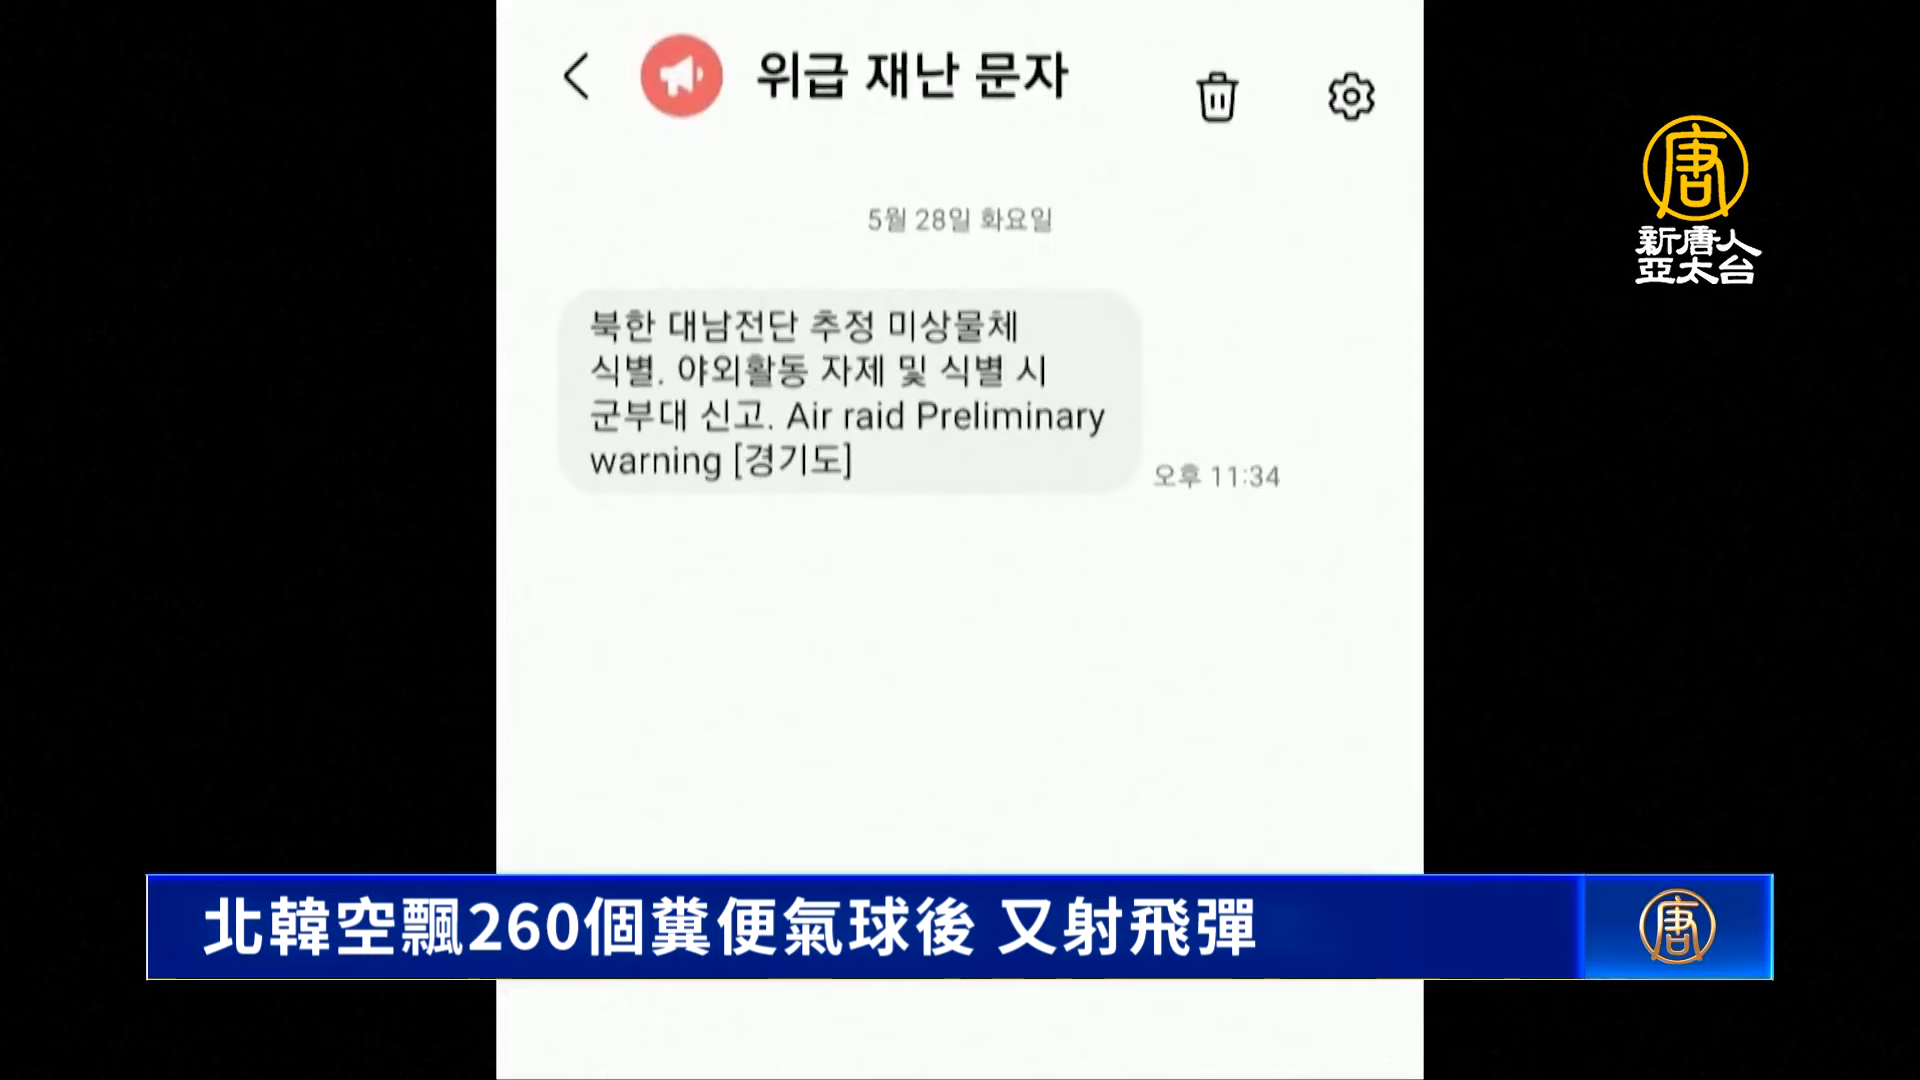 위급 재난 문자
5월 28일 화요일
북한 대남전단 추정 미상물체
식별. 야외활동 자제 및 식별 시
군부대 신고. Air raid Preliminary
warning [경기도]
오후 11:34
唐
新唐人
亞太台
北韓空飄260個糞便氣球後 又射飛彈
唐